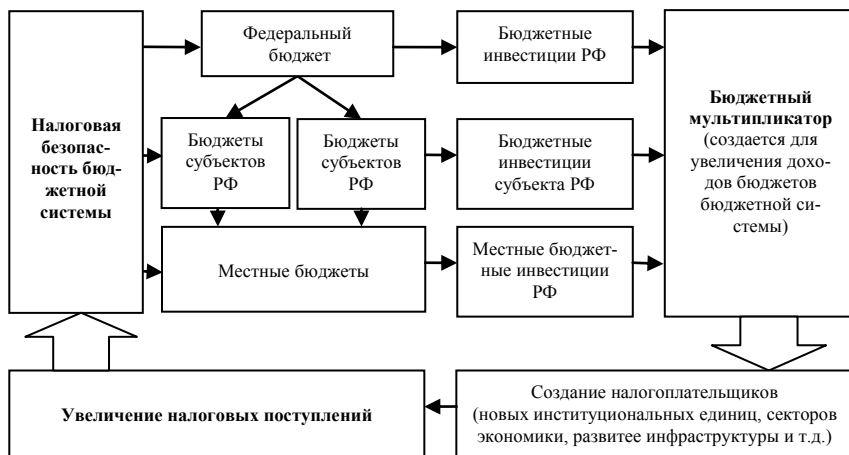 Федеральный
бюджет
Бюджетные
инвестиции РФ
Бюджетный
мультипликатор
(создается для
увеличения дохо-
дов бюджетов
бюджетной си-
стемы)
Налоговая
безопас-
ность бюд-
жетной
системы
Бюджеты
субъектов
РФ
Бюджеты
субъектов
РФ
Бюджетные
инвестиции
субъекта РФ
Местные бюджеты
Местные бюджет-
ные инвестиции
РФ
Увеличение налоговых поступлений
Создание налогоплательщиков
(новых институциональных единиц, секторов
экономики, развитее инфраструктуры и т.д.)